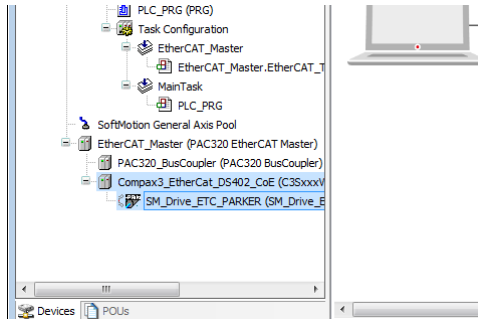 PLC_PRG (PRG)
Task Configuration
EtherCAT_Master
EtherCAT_Master.EtherCAT_T
MainTask
PLC_PRG
SoftMotion General Axis Pool
EtherCAT_Master (PAC320 EtherCAT Master)
PAC320_BusCoupler (PAC320 BusCoupler)
Compax3_EtherCat_DS402_CoE (C3SxxxV
SM_Drive_ETC_PARKER (SM_Drive_E
Devices POUs